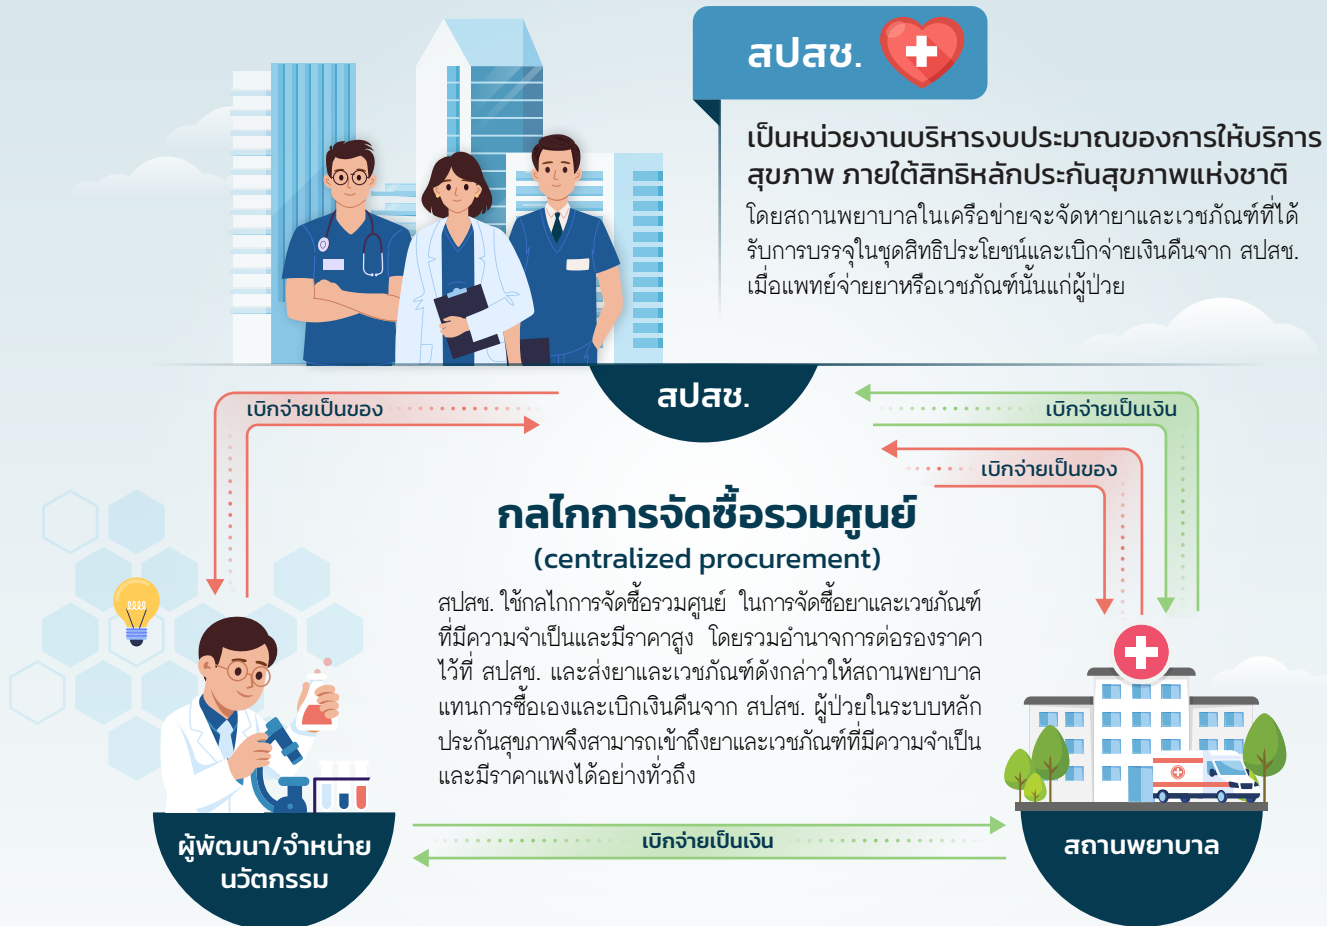 สปสช.
เป็นหน่วยงานบริหารงบประมาณของการให้บริการ
สุขภาพ ภายใต้สิทธิหลักประกันสุขภาพแห่งชาติ
โดยสถานพยาบาลในเครือข่ายจะจัดหายาและเวชภัณฑ์ที่ได้
รับการบรรจุในชุดสิทธิประโยชน์และเบิกจ่ายเงินคืนจาก สปสช.
เมื่อแพทย์จ่ายยาหรือเวชภัณฑ์นั้นแก่ผู้ป่วย
สปสช.
เบิกจ่ายเป็นของ
เบิกจ่ายเป็นเงิน
เบิกจ่ายเป็นของ
กลไกการจัดซื้อรวมศูนย์
(centralized procurement)
สปสช. ใช้กลไกการจัดซื้อรวมศูนย์ ในการจัดซื้อยาและเวชภัณฑ์
ที่มีความจำเป็นและมีราคาสูง โดยรวมอำนาจการต่อรองราคา
ไว้ที่ สปสช. และส่งยาและเวชภัณฑ์ดังกล่าวให้สถานพยาบาล
แทนการซื้อเองและเบิกเงินคืนจาก สปสช. ผู้ป่วยในระบบหลัก
ประกันสุขภาพจึงสามารถเข้าถึงยาและเวชภัณฑ์ที่มีความจำเป็น
และมีราคาแพงได้อย่างทั่วถึง
เบิกจ่ายเป็นเงิน
ผู้พัฒนา/จำหน่าย
นวัตกรรม
สถานพยาบาล